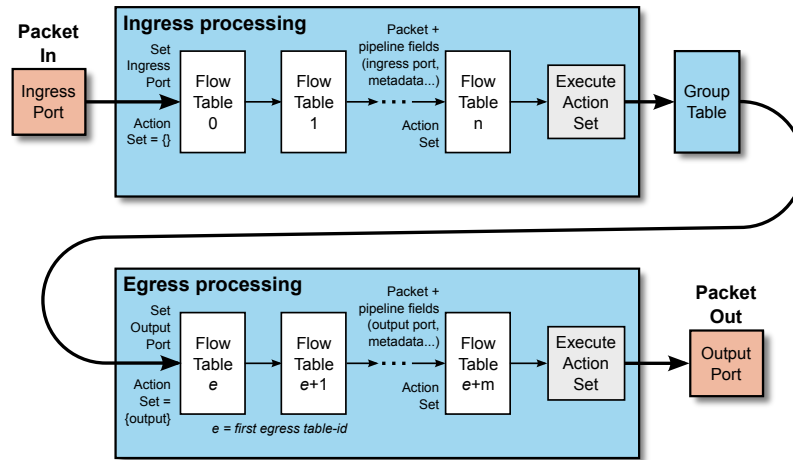 Ingress processing
Packet
In
Ingress
Port
Set
Ingress
Port
Action
Set = {}
Flow
Table
0
Flow
Table
1
Packet +
pipeline fields
(ingress port,
metadata...)
Action
Set
Flow
Table
n
Execute
Action
Set
Group
Table
Egress processing
Set
Output
Port
Action
Set =
{output}
Flow
Table
e
Flow
Table
e+1
e = first egress table-id
Packet +
pipeline fields
(output port,
metadata...)
Action
Set
Flow
Table
e+m
Execute
Action
Set
Packet
Out
Output
Port